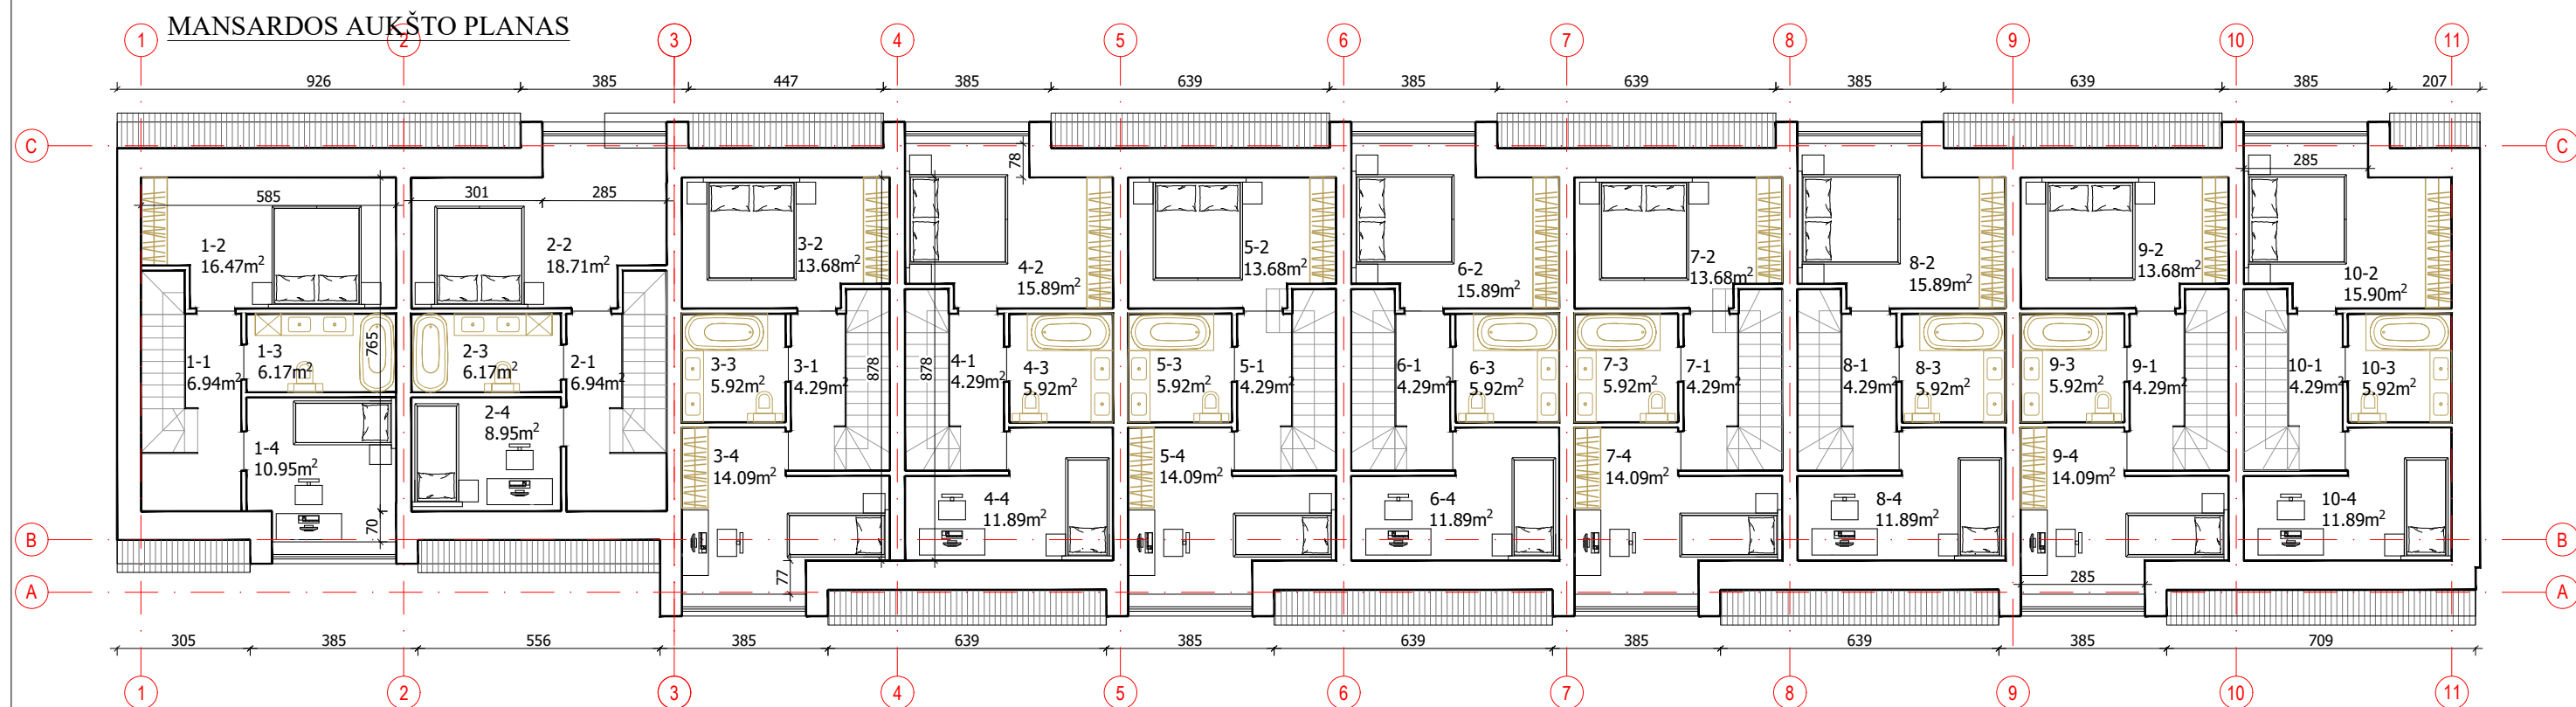 MANSARDOS AUKŠTO PLANAS
1 2 3 4 5 6 7 8 9 10 11
926 385 447 385 639 385 639 385 639 385 207
C C
78
285
585 301 285
1-2
16.47m²
2-2
18.71m²
3-2
13.68m²
4-2
15.89m²
5-2
13.68m²
6-2
15.89m²
7-2
13.68m²
8-2
15.89m²
9-2
13.68m²
10-2
15.90m²
1-1
6.94m²
1-3
6.17m²
765
2-3
6.17m²
2-1
6.94m²
3-3
5.92m²
3-1
4.29m²
878
878
4-1
4.29m²
4-3
5.92m²
5-3
5.92m²
5-1
4.29m²
6-1
4.29m²
6-3
5.92m²
7-3
5.92m²
7-1
4.29m²
8-1
4.29m²
8-3
5.92m²
9-3
5.92m²
9-1
4.29m²
10-1
4.29m²
10-3
5.92m²
1-4
10.95m²
2-4
8.95m²
3-4
14.09m²
4-4
11.89m²
5-4
14.09m²
6-4
11.89m²
7-4
14.09m²
8-4
11.89m²
9-4
14.09m²
10-4
11.89m²
70
B B
77
285
A A
305 385 556 385 639 385 639 385 639 385 709
1 2 3 4 5 6 7 8 9 10 11